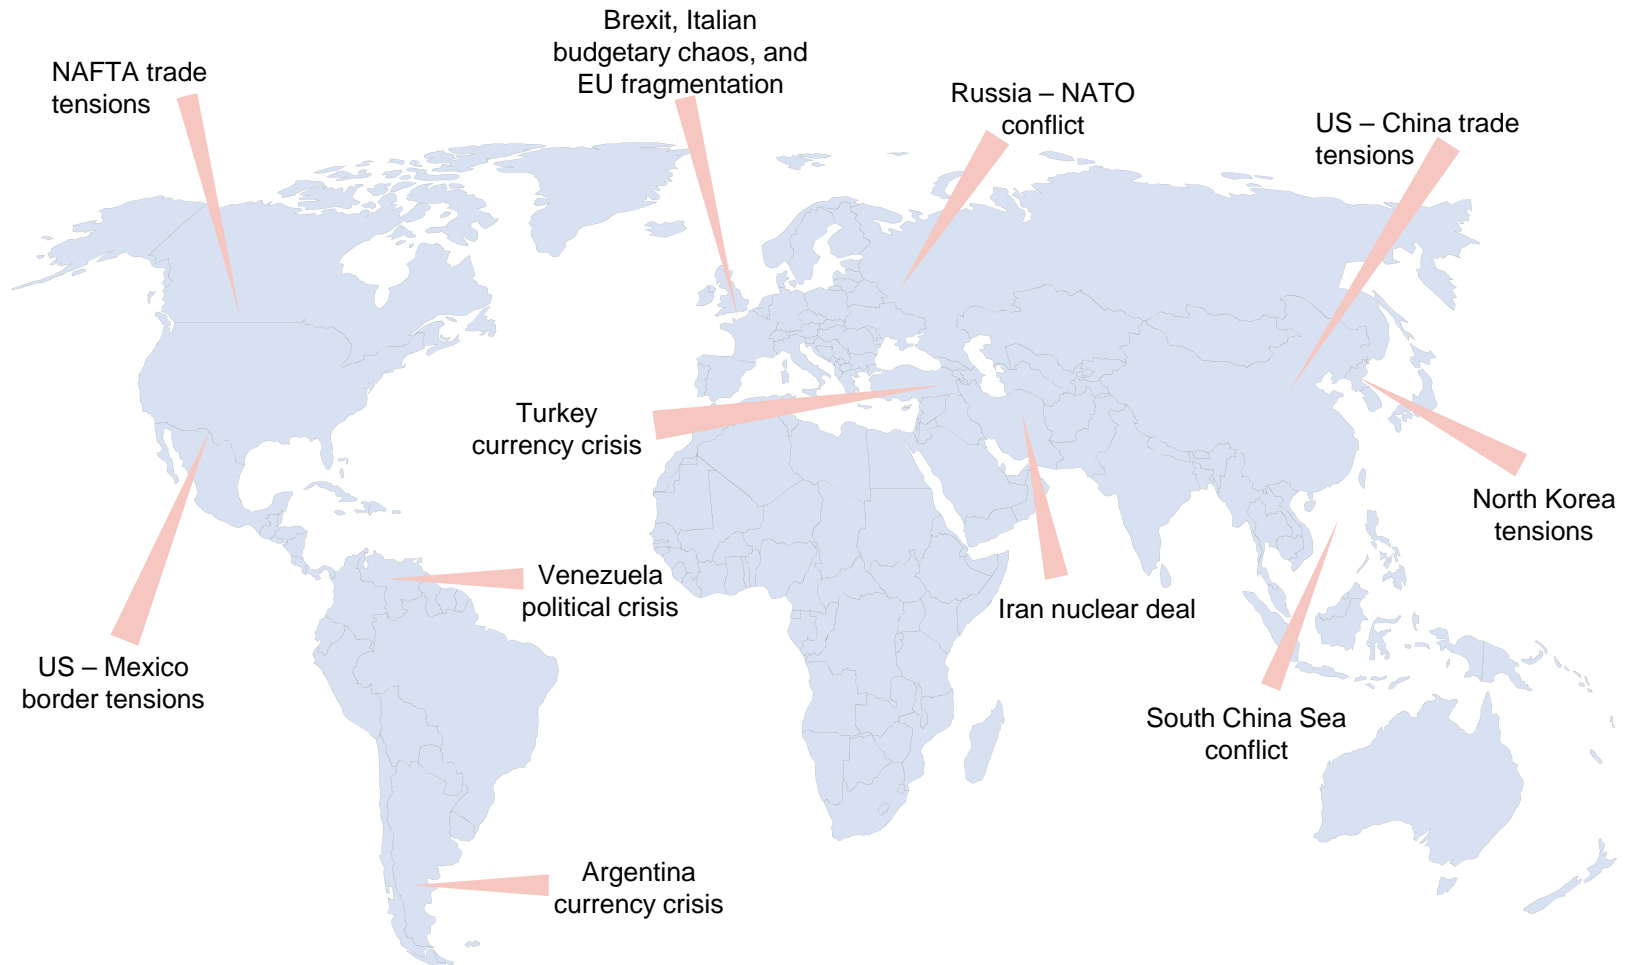 Brexit, Italian
budgetary chaos, and
EU fragmentation
NAFTA trade
tensions
Russia – NATO
conflict
US – China trade
tensions
Turkey
currency crisis
North Korea
tensions
Venezuela
political crisis
Iran nuclear deal
US – Mexico
border tensions
South China Sea
conflict
Argentina
currency crisis